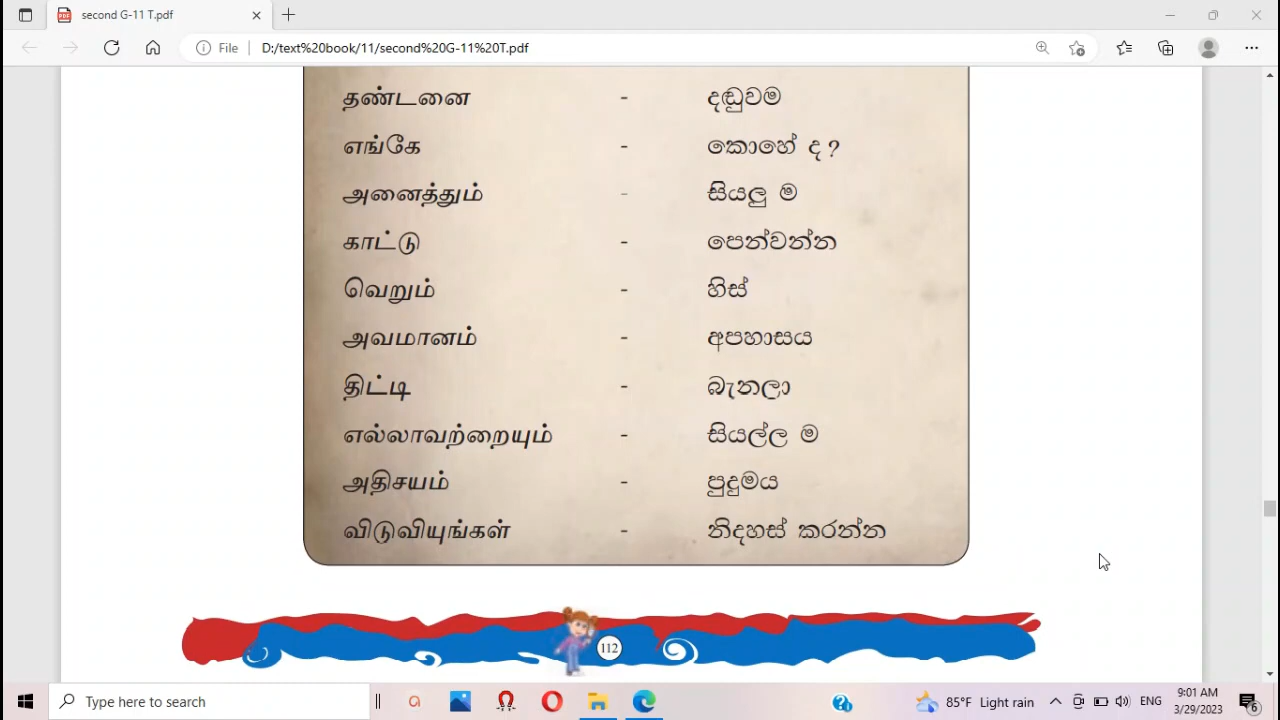 second G-11 T.pdf
File
D:/text%20book/11/second%20G-11%20T.pdf
தண்டனை - දඬුවම
எங்கே - කොහේ ද ?
அனைத்தும் - සියලු ම
காட்டு - පෙන්වන්න
வெறும் - හිස්
அவமானம் - අපහාසය
திட்டி - බැනලා
எல்லாவற்றையும் - සියල්ල ම
அதிசயம் - පුදුමය
விடுவியுங்கள் - නිදහස් කරන්න
112
Type here to search
85°F Light rain
ENG
9:01 AM
3/29/2023
6